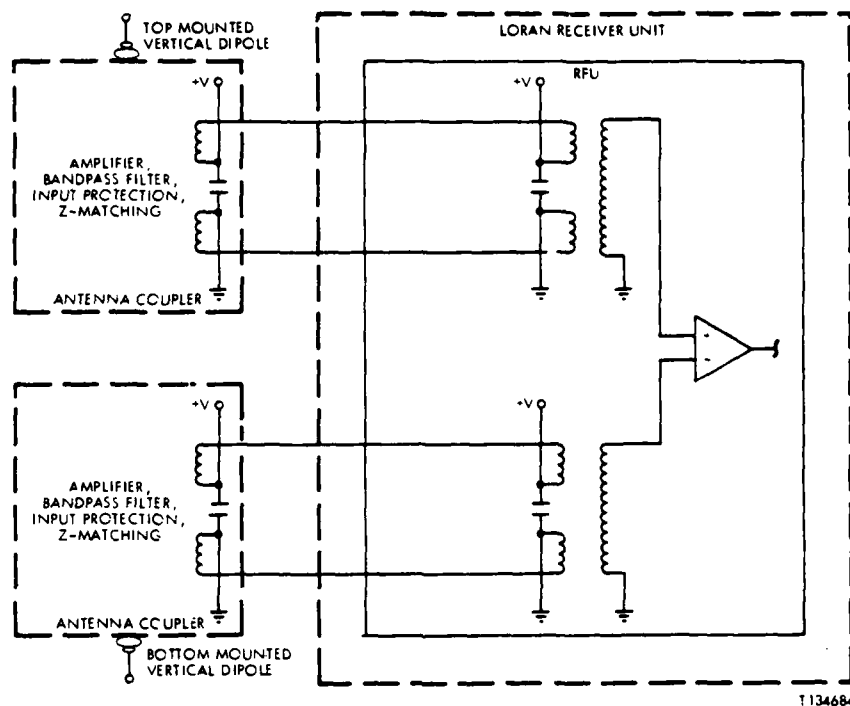 TOP MOUNTED
VERTICAL DIPOLE
LORAN RECEIVER UNIT
RFU
+V
+V
AMPLIFIER,
BANDPASS FILTER,
INPUT PROTECTION,
Z-MATCHING
ANTENNA COUPLER
+V
+V
AMPLIFIER,
BANDPASS FILTER,
INPUT PROTECTION,
Z-MATCHING
ANTENNA COUPLER
BOTTOM MOUNTED
VERTICAL DIPOLE
T134684